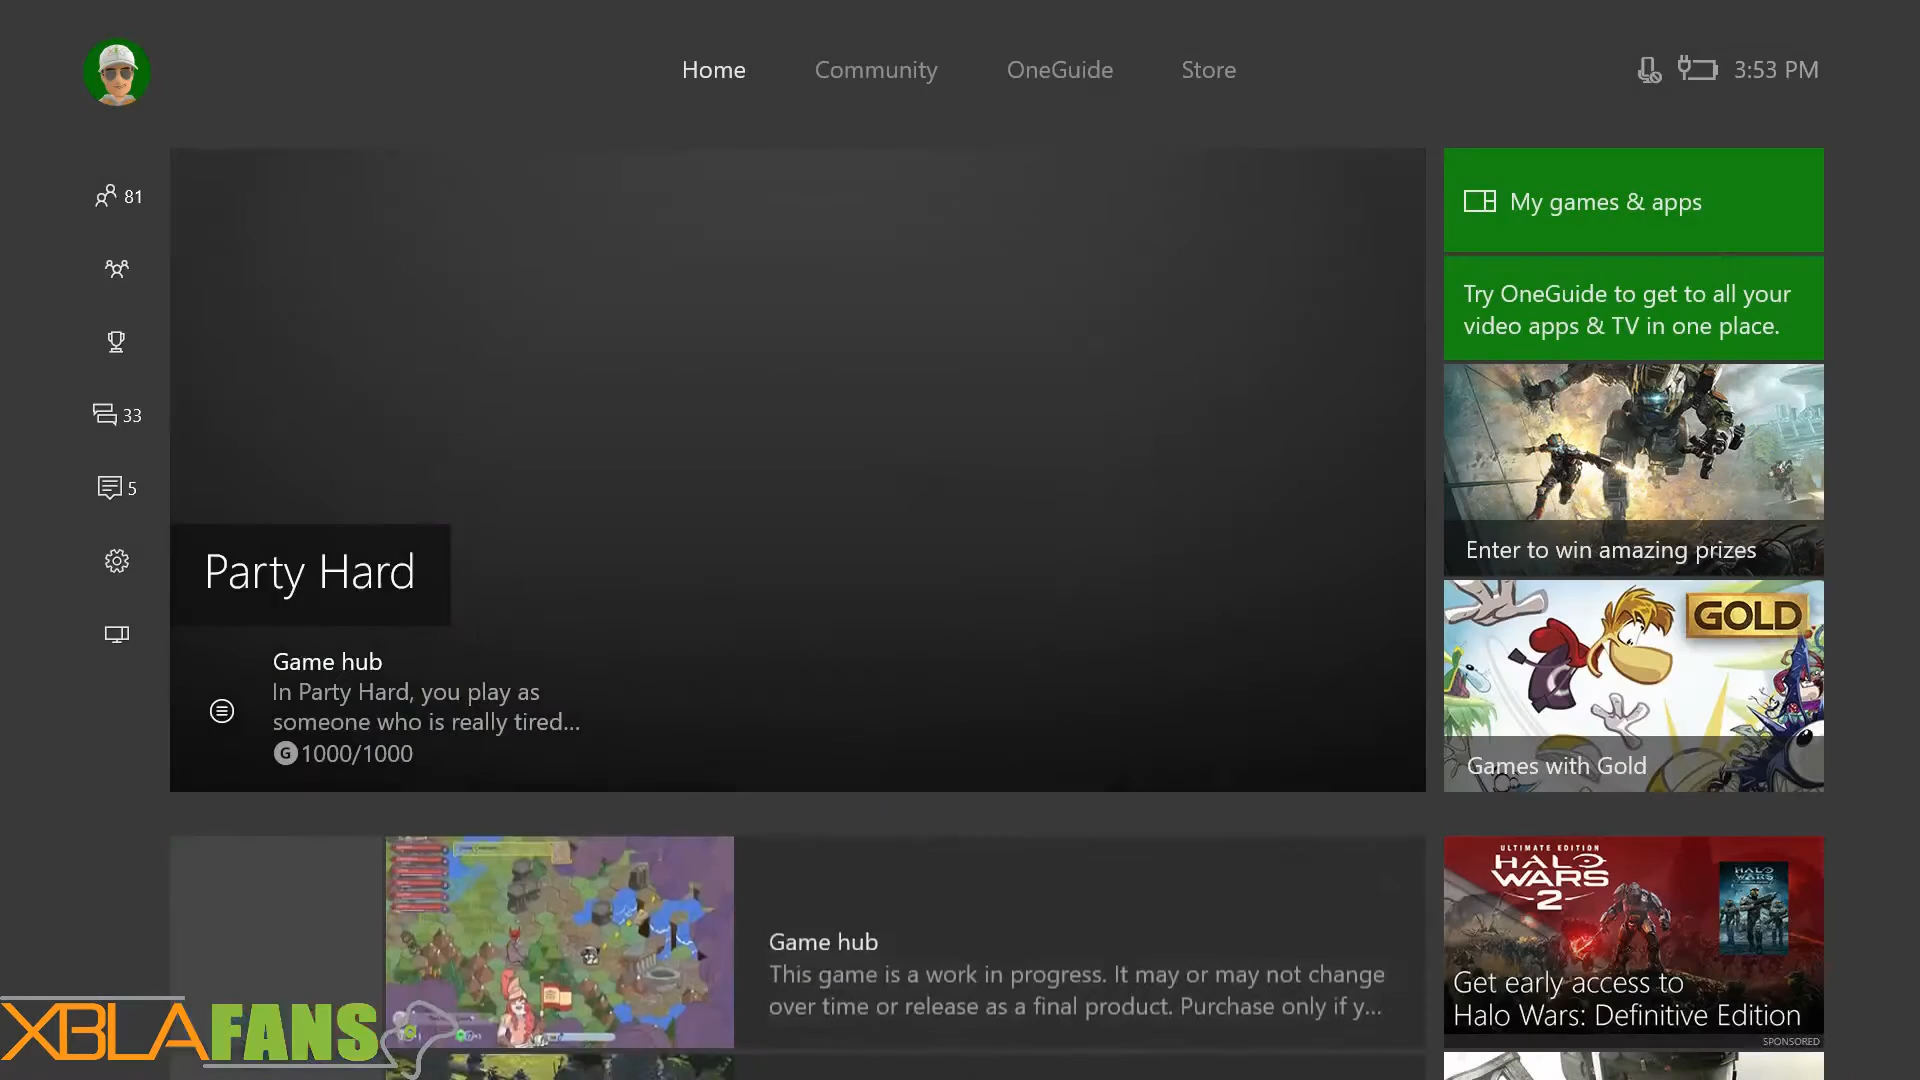 Home
Community
OneGuide
Store
3:53 PM
81
33
5
Party Hard
Game hub
In Party Hard, you play as
someone who is really tired...
G 1000/1000
My games & apps
Try OneGuide to get to all your
video apps & TV in one place.
Enter to win amazing prizes
GOLD
Games with Gold
Game hub
This game is a work in progress. It may or may not change
over time or release as a final product. Purchase only if y...
ULTIMATE EDITION
HALO
WARS
2
HALO
WARS
Get early access to
Halo Wars: Definitive Edition
SPONSORED
XBLAFANS